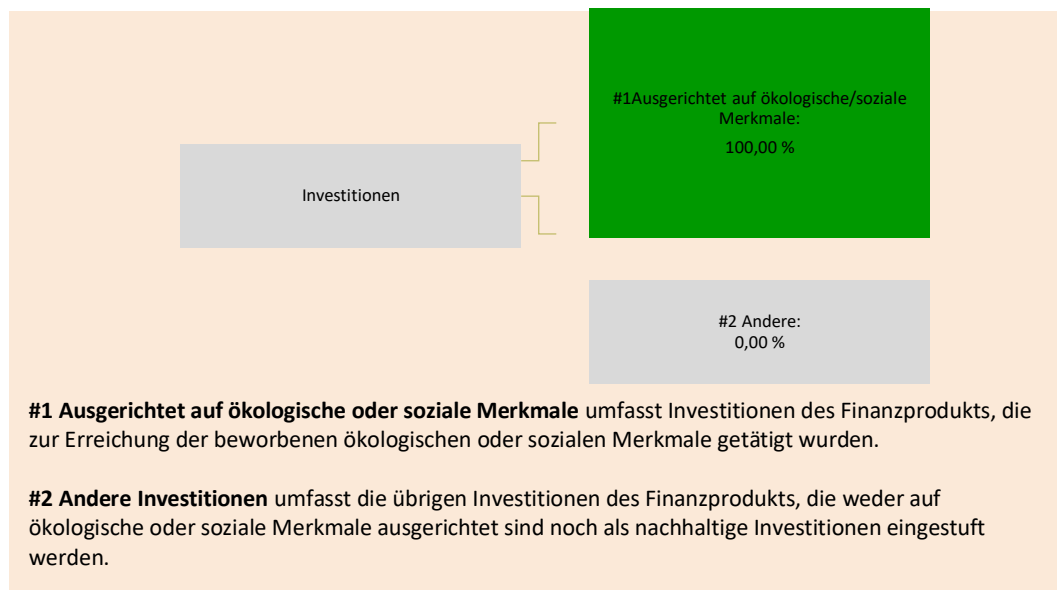 #1Ausgerichtet auf ökologische/soziale
Merkmale:
100,00 %
Investitionen
#2 Andere:
0,00 %
#1 Ausgerichtet auf ökologische oder soziale Merkmale umfasst Investitionen des Finanzprodukts, die
zur Erreichung der beworbenen ökologischen oder sozialen Merkmale getätigt wurden.
#2 Andere Investitionen umfasst die übrigen Investitionen des Finanzprodukts, die weder auf
ökologische oder soziale Merkmale ausgerichtet sind noch als nachhaltige Investitionen eingestuft
werden.